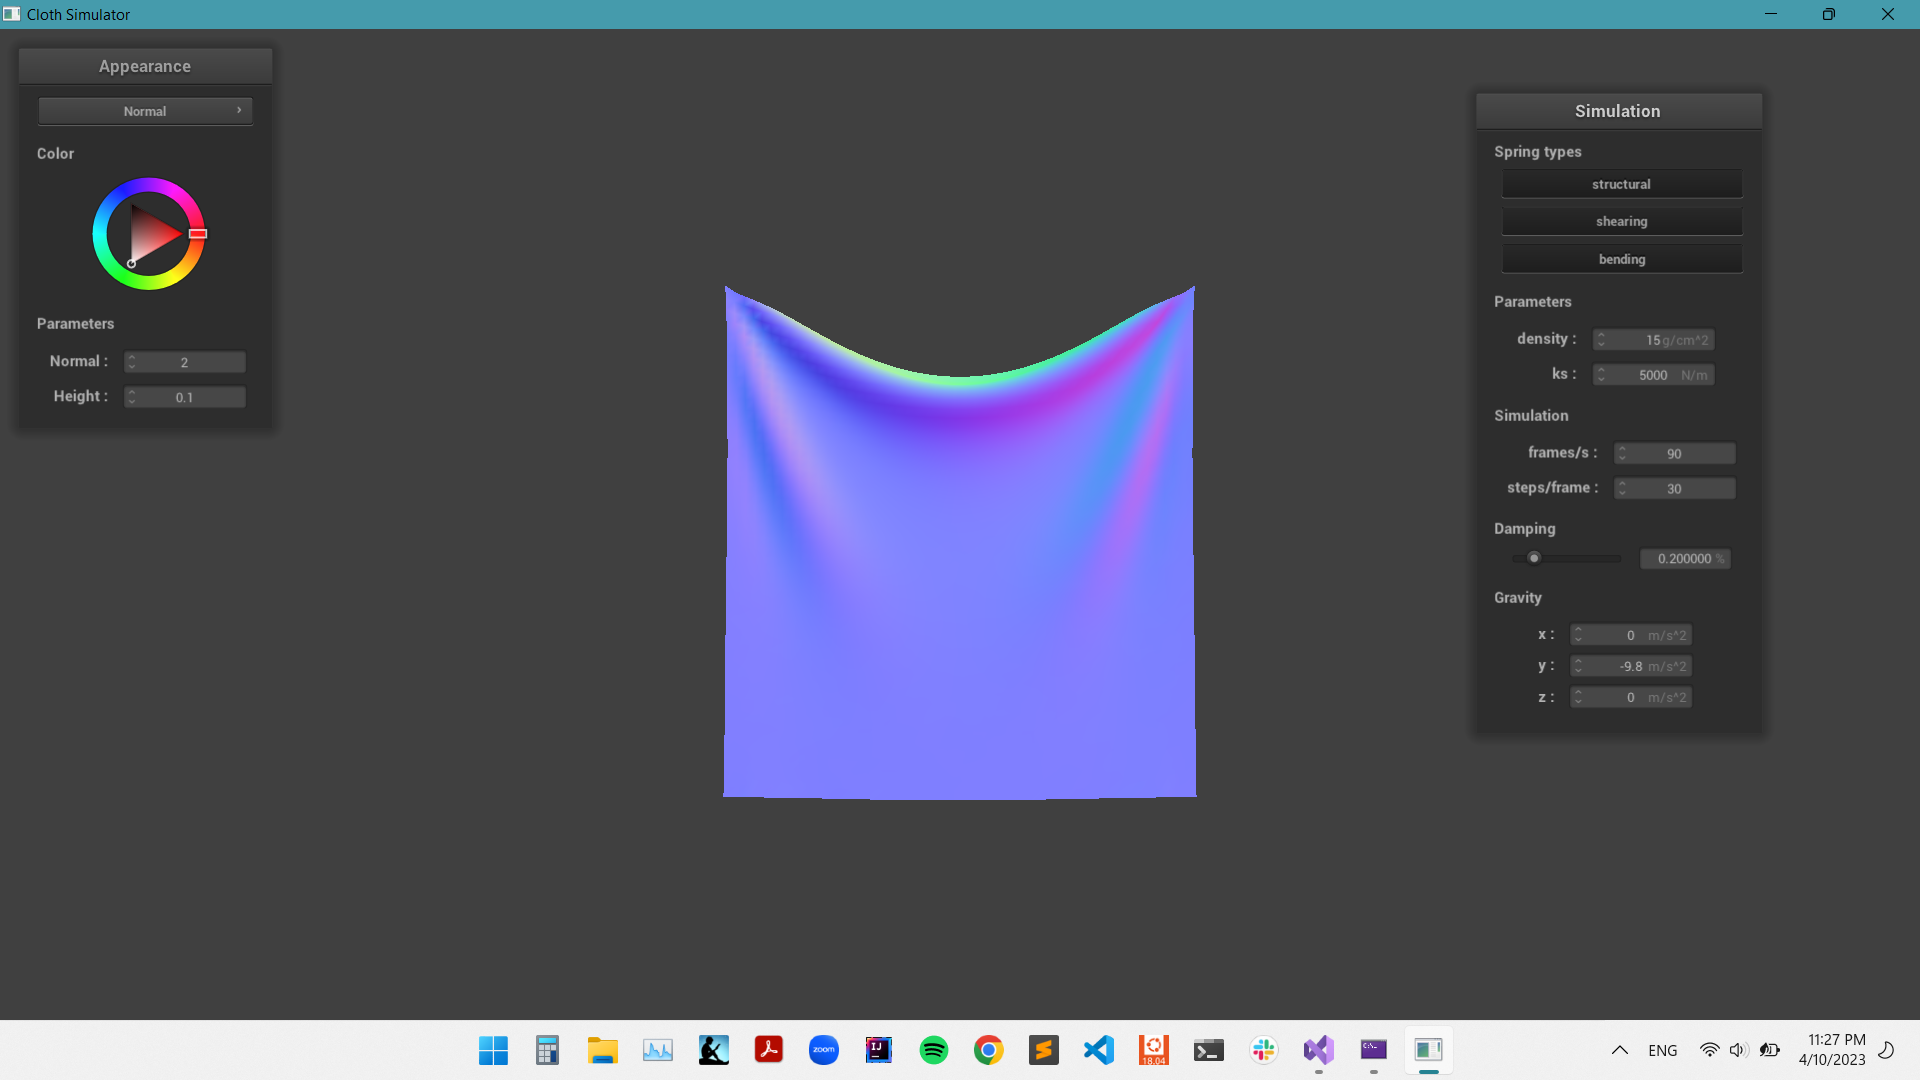 Cloth Simulator
Appearance
Normal
Color
Parameters
Normal : 2
Height : 0.1
Simulation
Spring types
structural
shearing
bending
Parameters
density : 15 g/cm^2
ks : 5000 N/m
Simulation
frames/s : 90
steps/frame : 30
Damping
0.200000 %
Gravity
x : 0 m/s^2
y : -9.8 m/s^2
z : 0 m/s^2
zoom
IJ
18.04
C:\.
ENG
11:27 PM
4/10/2023